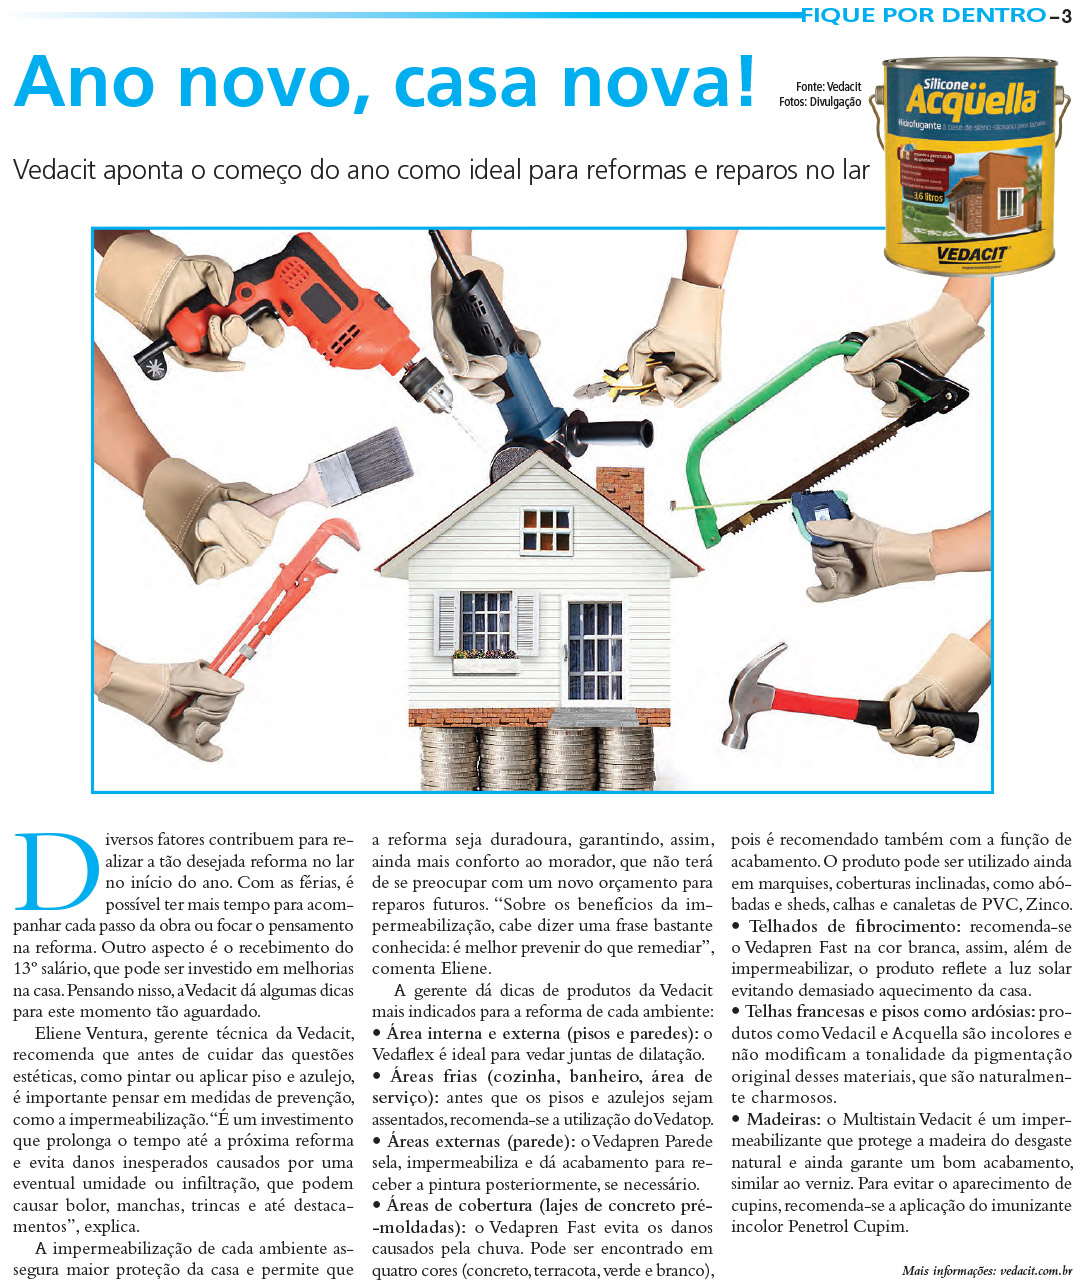 FIQUE POR DENTRO – 3
Ano novo, casa nova!
Fonte: Vedacit
Fotos: Divulgação
Vedacit aponta o começo do ano como ideal para reformas e reparos no lar
Silicone
Acqüella
Hidrofugante à base de silano-siloxano para fachadas
3,6 litros
VEDACIT
Diversos fatores contribuem para re-
alizar a tão desejada reforma no lar
no início do ano. Com as férias, é
possível ter mais tempo para acom-
panhar cada passo da obra ou focar o pensamento
na reforma. Outro aspecto é o recebimento do
13º salário, que pode ser investido em melhorias
na casa. Pensando nisso, a Vedacit dá algumas dicas
para este momento tão aguardado.
Eliene Ventura, gerente técnica da Vedacit,
recomenda que antes de cuidar das questões
estéticas, como pintar ou aplicar piso e azulejo,
é importante pensar em medidas de prevenção,
como a impermeabilização. “É um investimento
que prolonga o tempo até a próxima reforma
e evita danos inesperados causados por uma
eventual umidade ou infiltração, que podem
causar bolor, manchas, trincas e até destaca-
mentos”, explica.
A impermeabilização de cada ambiente as-
segura maior proteção da casa e permite que
a reforma seja duradoura, garantindo, assim,
ainda mais conforto ao morador, que não terá
de se preocupar com um novo orçamento para
reparos futuros. “Sobre os benefícios da im-
permeabilização, cabe dizer uma frase bastante
conhecida: é melhor prevenir do que remediar”,
comenta Eliene.
A gerente dá dicas de produtos da Vedacit
mais indicados para a reforma de cada ambiente:
• Área interna e externa (pisos e paredes): o
Vedaflex é ideal para vedar juntas de dilatação.
• Áreas frias (cozinha, banheiro, área de
serviço): antes que os pisos e azulejos sejam
assentados, recomenda-se a utilização do Vedatop.
• Áreas externas (parede): o Vedapren Parede
sela, impermeabiliza e dá acabamento para re-
ceber a pintura posteriormente, se necessário.
• Áreas de cobertura (lajes de concreto pré-
-moldadas): o Vedapren Fast evita os danos
causados pela chuva. Pode ser encontrado em
quatro cores (concreto, terracota, verde e branco),
pois é recomendado também com a função de
acabamento. O produto pode ser utilizado ainda
em marquises, coberturas inclinadas, como abó-
badas e sheds, calhas e canaletas de PVC, Zinco.
• Telhados de fibrocimento: recomenda-se
o Vedapren Fast na cor branca, assim, além de
impermeabilizar, o produto reflete a luz solar
evitando demasiado aquecimento da casa.
• Telhas francesas e pisos como ardósias: pro-
dutos como Vedacil e Acquella são incolores e
não modificam a tonalidade da pigmentação
original desses materiais, que são naturalmen-
te charmosos.
• Madeiras: o Multistain Vedacit é um imper-
meabilizante que protege a madeira do desgaste
natural e ainda garante um bom acabamento,
similar ao verniz. Para evitar o aparecimento de
cupins, recomenda-se a aplicação do imunizante
incolor Penetrol Cupim.
Mais informações: vedacit.com.br